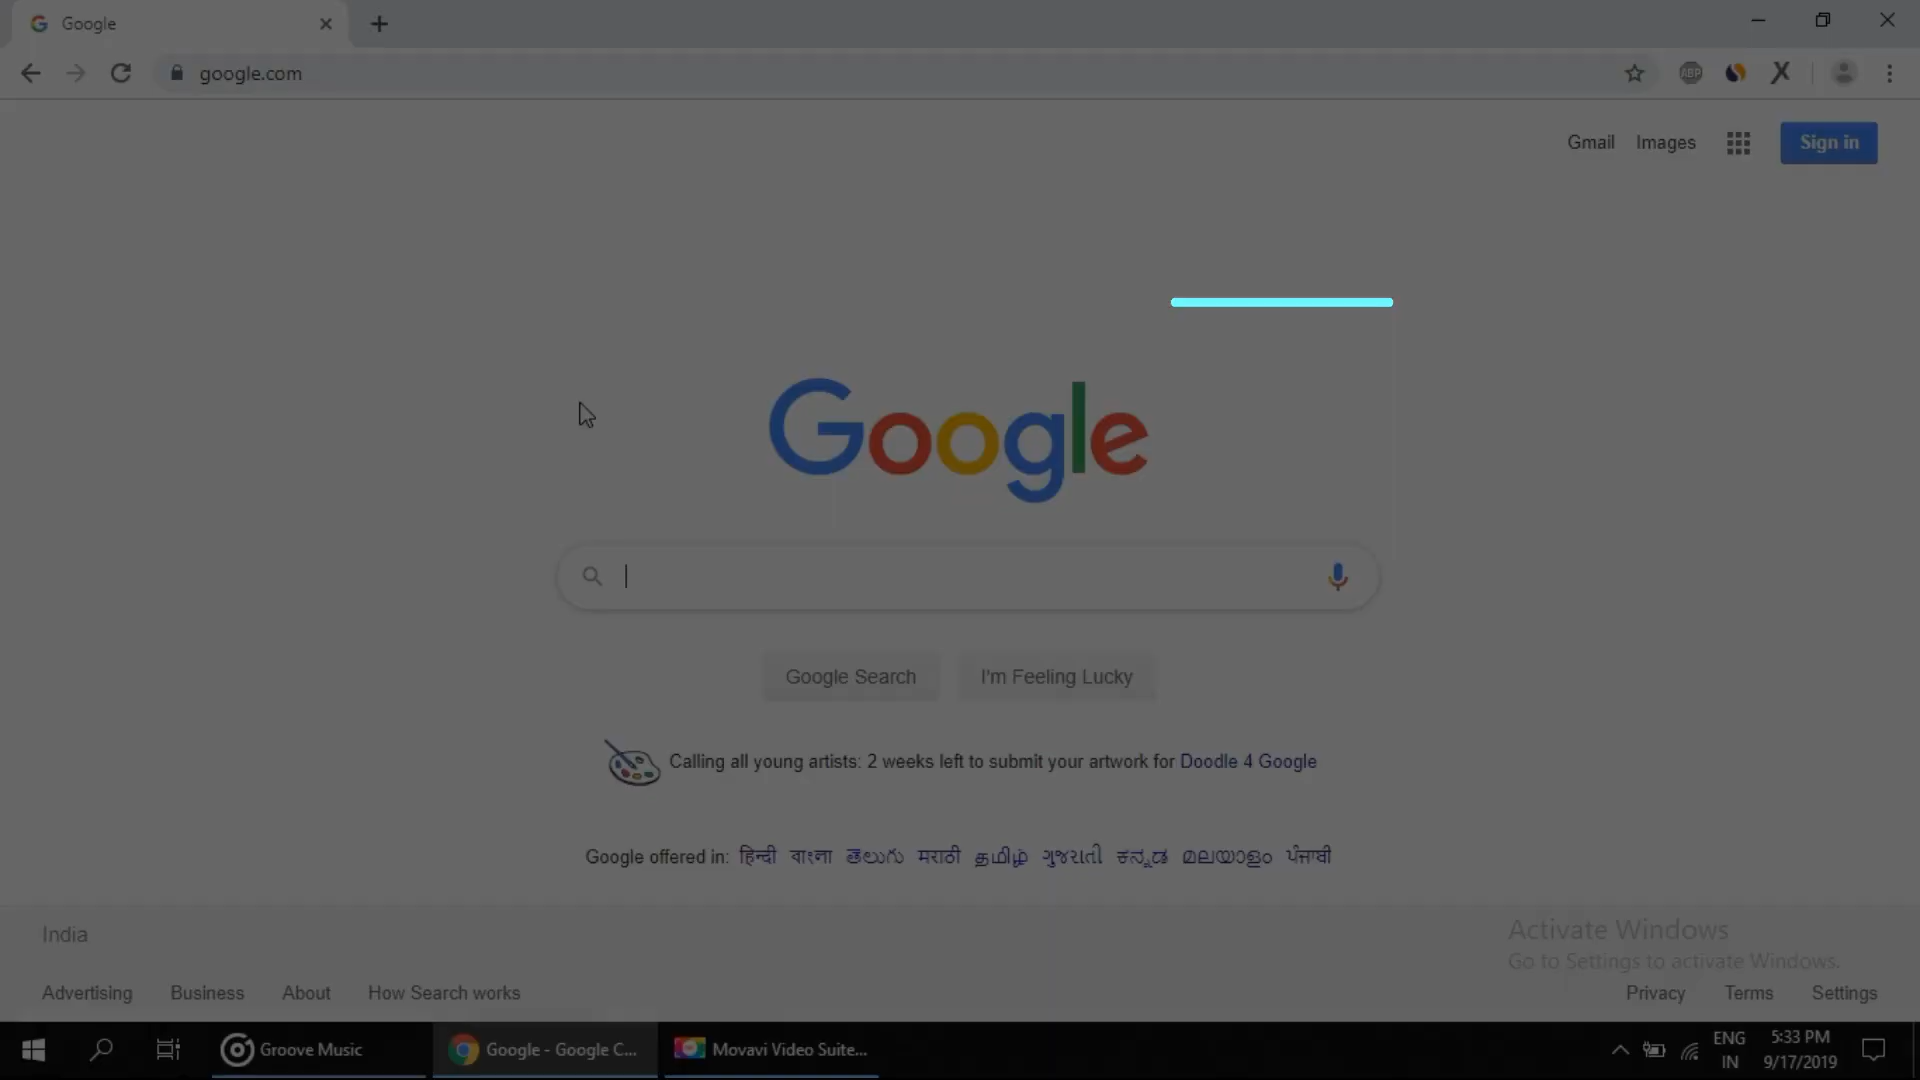 Google
google.com
ABP
Gmail Images Sign in
Google
Google Search I'm Feeling Lucky
Calling all young artists: 2 weeks left to submit your artwork for Doodle 4 Google
Google offered in: हिन्दी বাংলা తెలుగు मराठी தமிழ் ગુજરાતી ಕನ್ನಡ മലയാളം ਪੰਜਾਬੀ
India
Activate Windows
Go to Settings to activate Windows.
Advertising Business About How Search works Privacy Terms Settings
Groove Music Google - Google C... Movavi Video Suite... ENG 5:33 PM
IN 9/17/2019